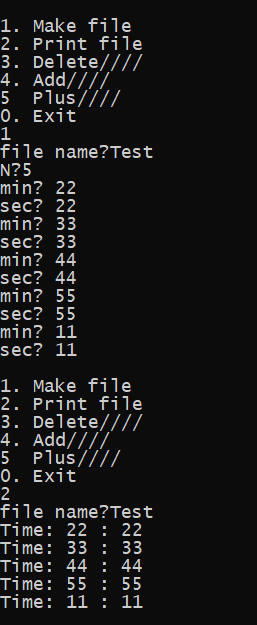 1. Make file
2. Print file
3. Delete////
4. Add////
5  Plus////
0. Exit
1
file name?Test
N?5
min? 22
sec? 22
min? 33
sec? 33
min? 44
sec? 44
min? 55
sec? 55
min? 11
sec? 11
1. Make file
2. Print file
3. Delete////
4. Add////
5  Plus////
0. Exit
2
file name?Test
Time: 22 : 22
Time: 33 : 33
Time: 44 : 44
Time: 55 : 55
Time: 11 : 11